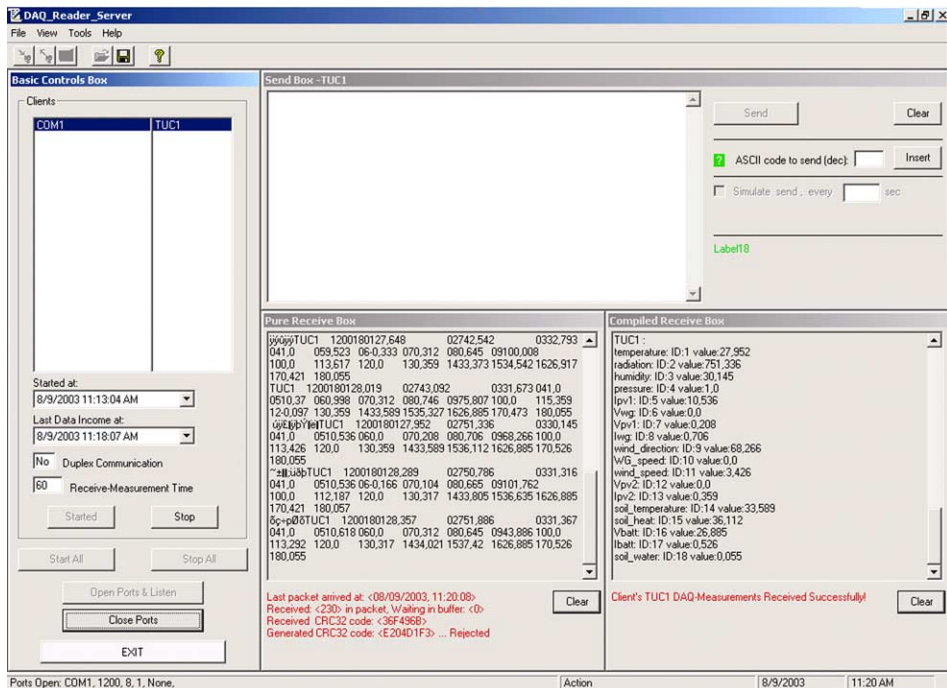 DAQ_Reader_Server
File View Tools Help
Basic Controls Box
Clients
COM1 TUC1
Started at:
8/9/2003 11:13:04 AM
Last Data Income at:
8/9/2003 11:18:07 AM
No Duplex Communication
60 Receive-Measurement Time
Started Stop
Start All Stop All
Open Ports & Listen
Close Ports
EXIT
Send Box -TUC1
Send Clear
? ASCII code to send (dec): Insert
Simulate send, every sec
Label18
Pure Receive Box
TUC1 1200180127,648 02742,542 0332,793
041,0 059,523 06-0,333 070,312 080,645 09100,008
100,0 113,617 120,0 130,359 1433,373 1534,542 1626,917
170,421 180,055
TUC1 1200180128,019 02743,092 0331,673 041,0
0510,37 060,998 070,312 080,746 0975,807 100,0 115,359
12-0,097 130,359 1433,589 1535,327 1626,885 170,473 180,055
TUC1 1200180127,952 02751,336 0330,145
041,0 0510,536 060,0 070,208 080,706 0968,266 100,0
113,426 120,0 130,359 1433,589 1536,112 1626,885 170,526
180,055
TUC1 1200180128,289 02750,786 0331,316
041,0 0510,536 06-0,166 070,104 080,665 09101,762
100,0 112,187 120,0 130,317 1433,805 1536,635 1626,885
170,421 180,057
TUC1 1200180128,357 02751,886 0331,367
041,0 0510,618 060,0 070,312 080,645 0943,886 100,0
113,292 120,0 130,317 1434,021 1537,42 1626,885 170,526
180,055
Last packet arrived at: <08/09/2003, 11:20:08>
Received: <230> in packet, Waiting in buffer: <0>
Received CRC32 code: <36F496B>
Generated CRC32 code: <E204D1F3> ... Rejected
Clear
Compiled Receive Box
TUC1 :
temperature: ID:1 value:27,952
radiation: ID:2 value:751,336
humidity: ID:3 value:30,145
pressure: ID:4 value:1,0
Ipv1: ID:5 value:10,536
Vwg: ID:6 value:0,0
Vpv1: ID:7 value:0,208
Iwg: ID:8 value:0,706
wind_direction: ID:9 value:68,266
WG_speed: ID:10 value:0,0
wind_speed: ID:11 value:3,426
Vpv2: ID:12 value:0,0
Ipv2: ID:13 value:0,359
soil_temperature: ID:14 value:33,589
soil_heat: ID:15 value:36,112
Vbatt: ID:16 value:26,885
Ibatt: ID:17 value:0,526
soil_water: ID:18 value:0,055
Client's TUC1 DAQ-Measurements Received Successfully!
Clear
Ports Open: COM1, 1200, 8, 1, None, Action 8/9/2003 11:20 AM